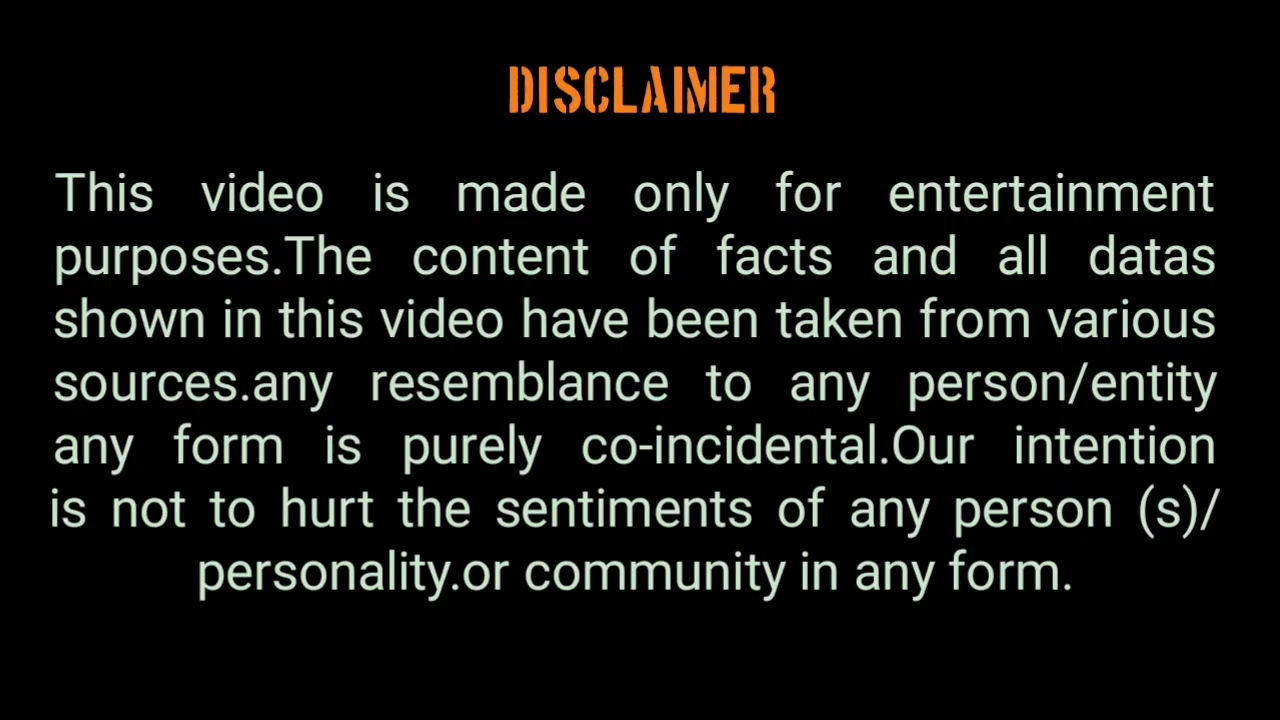 DISCLAIMER
This video is made only for entertainment
purposes.The content of facts and all datas
shown in this video have been taken from various
sources.any resemblance to any person/entity
any form is purely co-incidental.Our intention
is not to hurt the sentiments of any person (s)/
personality.or community in any form.